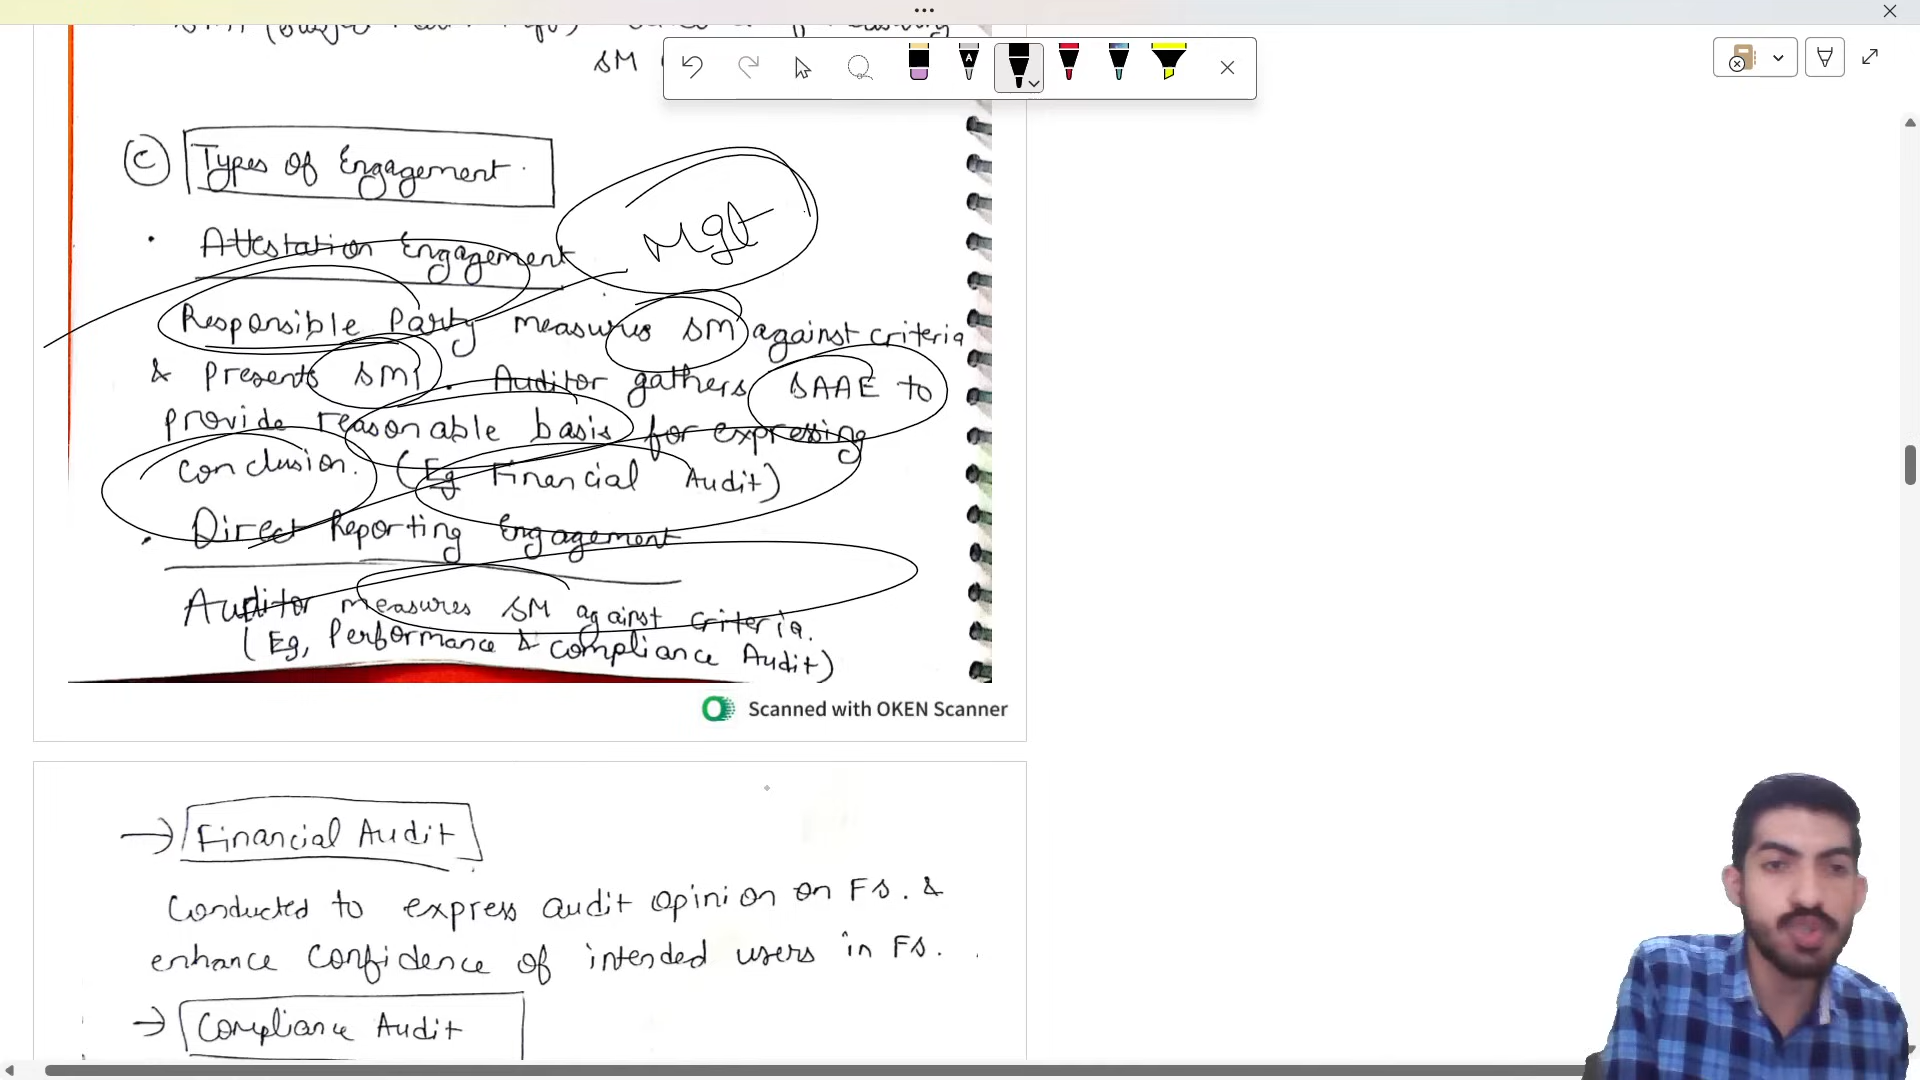 SM
C Types of Engagement.
Mgt
• Attestation Engagement
Responsible Party measures SM against criteria
& presents SMI. Auditor gathers SAAE to
provide reasonable basis for expressing
conclusion. (Eg Financial Audit)
• Direct Reporting Engagement
Auditor measures SM against criteria.
(Eg, Performance & Compliance Audit)
Scanned with OKEN Scanner
→ Financial Audit
Conducted to express audit opinion on FS. &
enhance confidence of intended users in FS.
→ Compliance Audit